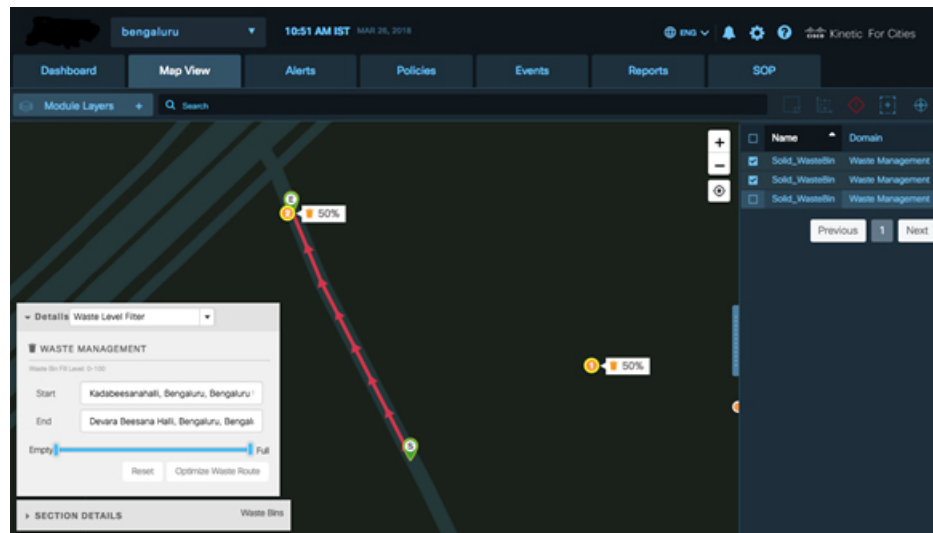 bengaluru
10:51 AM IST MAR 26, 2018
ENG
CISCO Kinetic For Cities
Dashboard Map View Alerts Policies Events Reports SOP
Module Layers + Search
Name Domain
Solid_WasteBin Waste Management
Solid_WasteBin Waste Management
Solid_WasteBin Waste Management
Previous 1 Next
+
−
E
2 50%
1 50%
S
Details Waste Level Filter
WASTE MANAGEMENT
Waste Bin Fill Level: 0-100
Start Kadabeesanahalli, Bengaluru, Bengaluru
End Devara Beesana Halli, Bengaluru, Bengal
Empty Full
Reset Optimize Waste Route
SECTION DETAILS Waste Bins